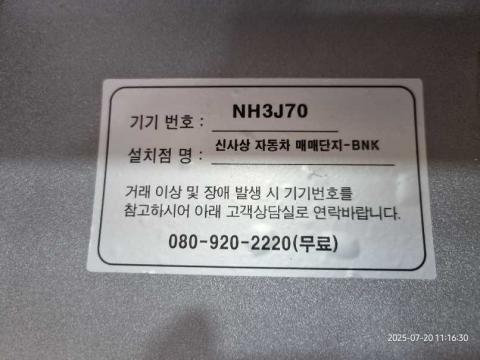 기기 번호 : NH3J70
설치점 명 : 신사상 자동차 매매단지-BNK
거래 이상 및 장애 발생 시 기기번호를
참고하시어 아래 고객상담실로 연락바랍니다.
080-920-2220(무료)
2025-07-20 11:16:30